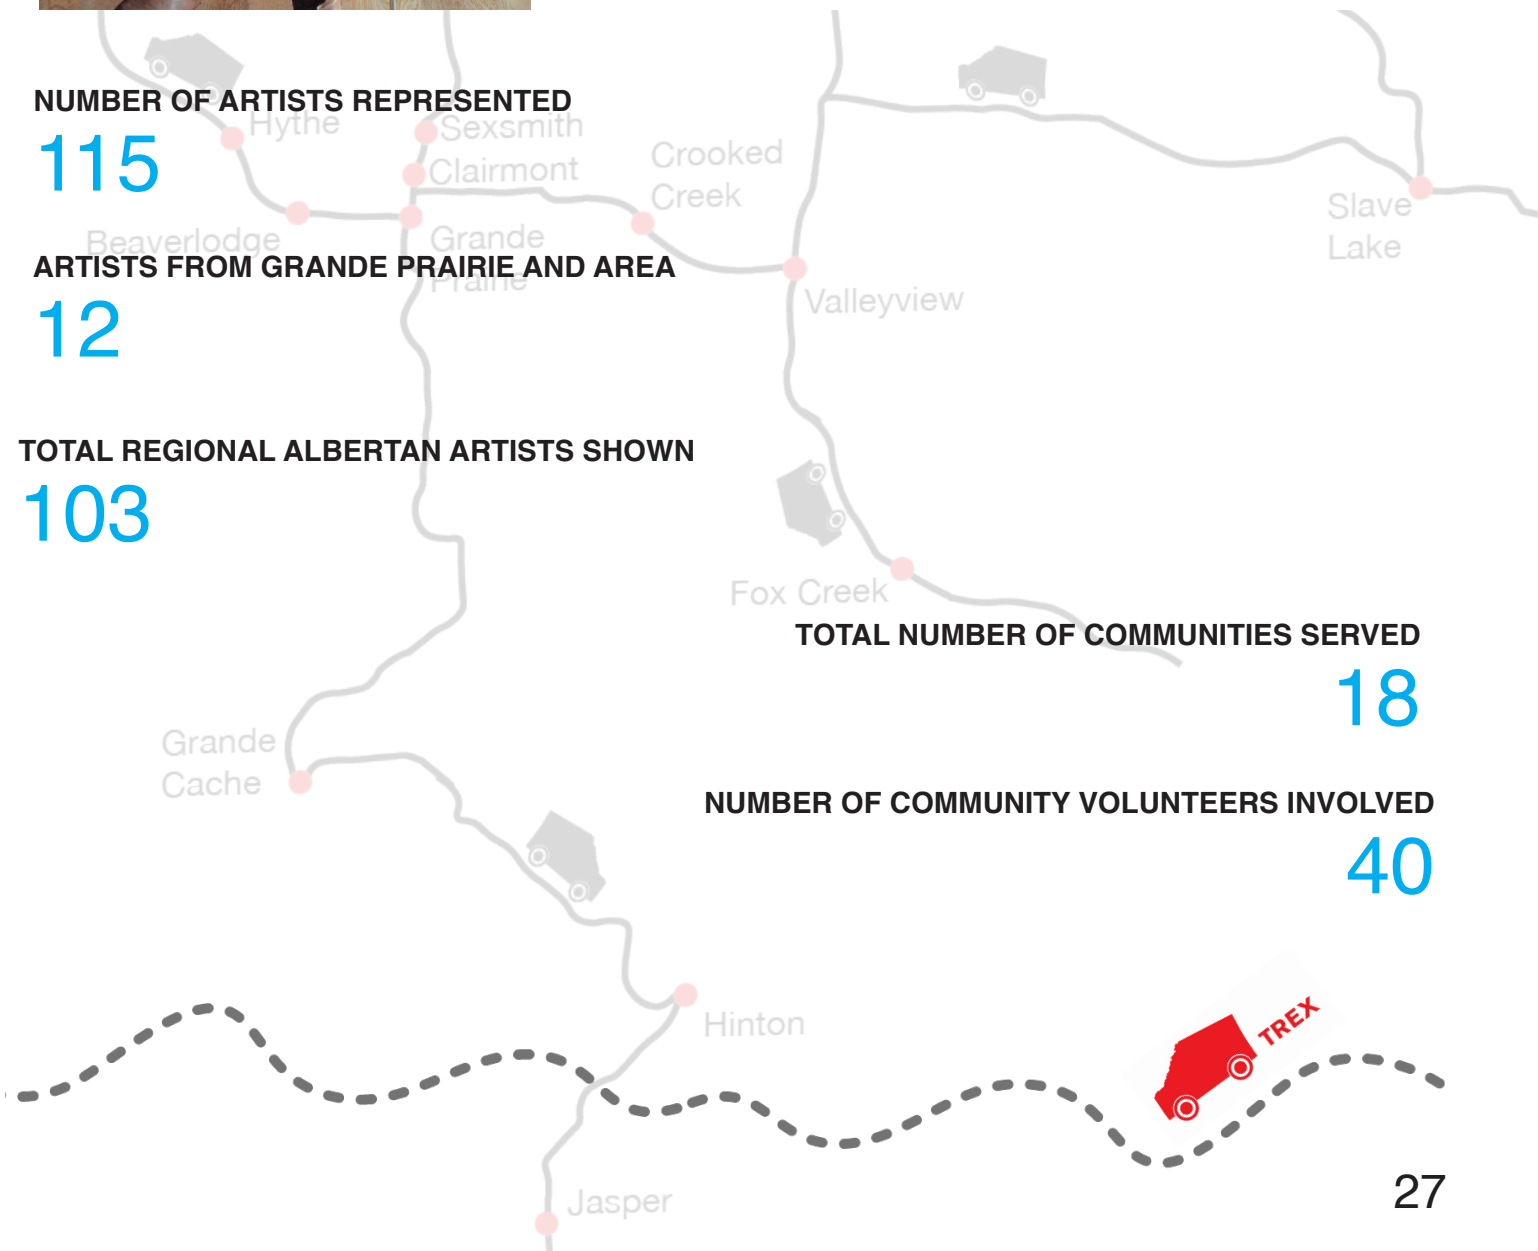 NUMBER OF ARTISTS REPRESENTED
115
Hythe
Sexsmith
Clairmont
Crooked
Creek
Slave
Lake
Beaverlodge
Grande
Prairie
ARTISTS FROM GRANDE PRAIRIE AND AREA
12
Valleyview
TOTAL REGIONAL ALBERTAN ARTISTS SHOWN
103
Fox Creek
TOTAL NUMBER OF COMMUNITIES SERVED
18
Grande
Cache
NUMBER OF COMMUNITY VOLUNTEERS INVOLVED
40
Hinton
TREX
Jasper
27